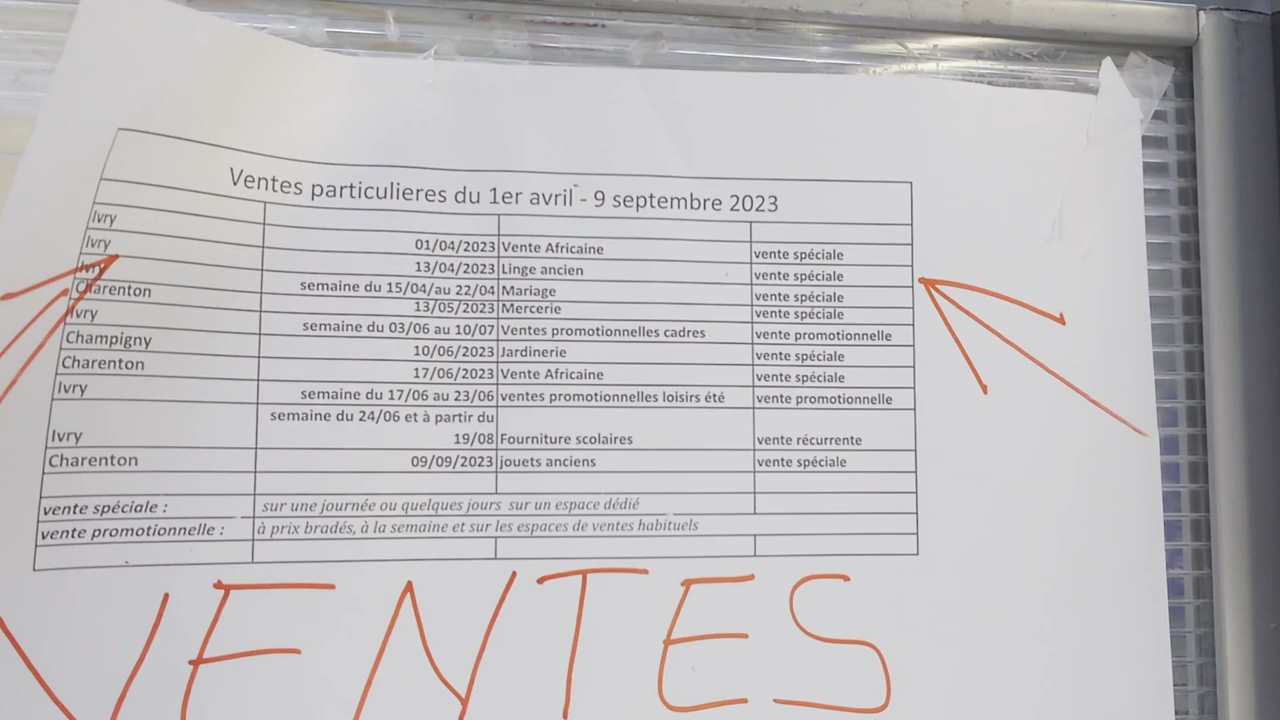 Ventes particulieres du 1er avril - 9 septembre 2023
Ivry 01/04/2023 Vente Africaine vente spéciale
Ivry 13/04/2023 Linge ancien vente spéciale
Ivry semaine du 15/04/au 22/04 Mariage vente spéciale
Charenton 13/05/2023 Mercerie vente spéciale
Ivry semaine du 03/06 au 10/07 Ventes promotionnelles cadres vente promotionnelle
Champigny 10/06/2023 Jardinerie vente spéciale
Charenton 17/06/2023 Vente Africaine vente spéciale
Ivry semaine du 17/06 au 23/06 ventes promotionnelles loisirs été vente promotionnelle
semaine du 24/06 et à partir du
Ivry 19/08 Fourniture scolaires vente récurrente
Charenton 09/09/2023 jouets anciens vente spéciale
vente spéciale : sur une journée ou quelques jours sur un espace dédié
vente promotionnelle : à prix bradés, à la semaine et sur les espaces de ventes habituels
VENTES